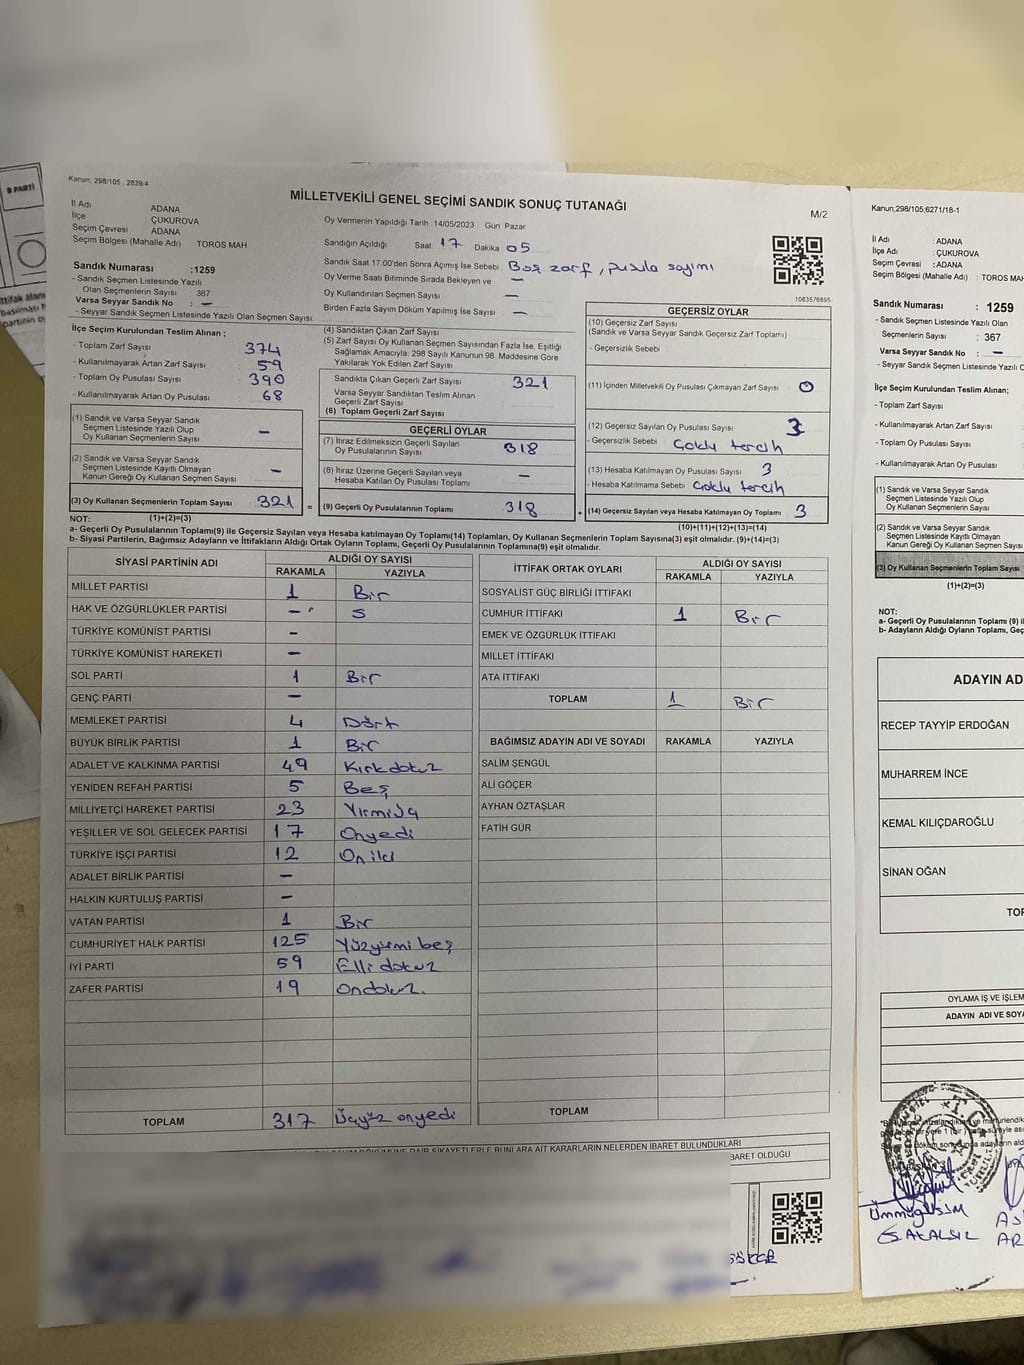 B PARTİ
Kanun, 298/105 , 2839/4
MİLLETVEKİLİ GENEL SEÇİMİ SANDIK SONUÇ TUTANAĞI
M/2
İl Adı ADANA
İlçe ÇUKUROVA
Seçim Çevresi ADANA
Seçim Bölgesi (Mahalle Adı) TOROS MAH
Oy Vermenin Yapıldığı Tarih :14/05/2023 Gün Pazar
Sandığın Açıldığı Saat 17 Dakika 05
Sandık Saat 17.00'den Sonra Açılmış İse Sebebi : Boş zarf, pusula sayımı
Oy Verme Saati Bitiminde Sırada Bekleyen ve —
Oy Kullandırılan Seçmen Sayısı —
Birden Fazla Sayım Döküm Yapılmış İse Sayısı —
1083576895
Sandık Numarası :1259
- Sandık Seçmen Listesinde Yazılı
Olan Seçmenlerin Sayısı : 367
Varsa Seyyar Sandık No : —
- Seyyar Sandık Seçmen Listesinde Yazılı Olan Seçmen Sayısı
İlçe Seçim Kurulundan Teslim Alınan ;
- Toplam Zarf Sayısı 374
- Kullanılmayarak Artan Zarf Sayısı 59
- Toplam Oy Pusulası Sayısı 390
- Kullanılmayarak Artan Oy Pusulası 68
(1) Sandık ve Varsa Seyyar Sandık
Seçmen Listesinde Yazılı Olup
Oy Kullanan Seçmenlerin Sayısı —
(2) Sandık ve Varsa Seyyar Sandık
Seçmen Listesinde Kayıtlı Olmayan
Kanun Gereği Oy Kullanan Seçmen Sayısı —
(3) Oy Kullanan Seçmenlerin Toplam Sayısı 321
(1)+(2)=(3)
(4) Sandıktan Çıkan Zarf Sayısı
(5) Zarf Sayısı Oy Kullanan Seçmen Sayısından Fazla İse, Eşitliği
Sağlamak Amacıyla; 298 Sayılı Kanunun 98. Maddesine Göre
Yakılarak Yok Edilen Zarf Sayısı
Sandıkta Çıkan Geçerli Zarf Sayısı 321
Varsa Seyyar Sandıktan Teslim Alınan
Geçerli Zarf Sayısı
(6) Toplam Geçerli Zarf Sayısı
GEÇERLİ OYLAR
(7) İtiraz Edilmeksizin Geçerli Sayılan
Oy Pusulalarının Sayısı 318
(8) İtiraz Üzerine Geçerli Sayılan veya
Hesaba Katılan Oy Pusulası Toplamı —
= (9) Geçerli Oy Pusulalarının Toplamı 318
GEÇERSİZ OYLAR
(10) Geçersiz Zarf Sayısı
(Sandık ve Varsa Seyyar Sandık Geçersiz Zarf Toplamı)
- Geçersizlik Sebebi
(11) İçinden Milletvekili Oy Pusulası Çıkmayan Zarf Sayısı 0
(12) Geçersiz Sayılan Oy Pusulası Sayısı 3
- Geçersizlik Sebebi Çoklu tercih
(13) Hesaba Katılmayan Oy Pusulası Sayısı 3
- Hesaba Katılmama Sebebi Çoklu tercih
+ (14) Geçersiz Sayılan veya Hesaba Katılmayan Oy Toplamı 3
(10)+(11)+(12)+(13)=(14)
NOT:
a- Geçerli Oy Pusulalarının Toplamı(9) ile Geçersiz Sayılan veya Hesaba Katılmayan Oy Toplamı(14) Toplamları, Oy Kullanan Seçmenlerin Toplam Sayısına(3) eşit olmalıdır. (9)+(14)=(3)
b- Siyasi Partilerin, Bağımsız Adayların ve İttifakların Aldığı Ortak Oyların Toplamı, Geçerli Oy Pusulalarının Toplamına(9) eşit olmalıdır.
SİYASİ PARTİNİN ADI ALDIĞI OY SAYISI
RAKAMLA YAZIYLA
MİLLET PARTİSİ 1 Bir
HAK VE ÖZGÜRLÜKLER PARTİSİ —
TÜRKİYE KOMÜNİST PARTİSİ —
TÜRKİYE KOMÜNİST HAREKETİ —
SOL PARTİ 1 Bir
GENÇ PARTİ —
MEMLEKET PARTİSİ 4 Dört
BÜYÜK BİRLİK PARTİSİ 1 Bir
ADALET VE KALKINMA PARTİSİ 49 Kırkdokuz
YENİDEN REFAH PARTİSİ 5 Beş
MİLLİYETÇİ HAREKET PARTİSİ 23 Yirmiüç
YEŞİLLER VE SOL GELECEK PARTİSİ 17 Onyedi
TÜRKİYE İŞÇİ PARTİSİ 12 Oniki
ADALET BİRLİK PARTİSİ —
HALKIN KURTULUŞ PARTİSİ —
VATAN PARTİSİ 1 Bir
CUMHURİYET HALK PARTİSİ 125 Yüzyirmi beş
İYİ PARTİ 59 Elli dokuz
ZAFER PARTİSİ 19 Ondokuz.
TOPLAM 317 Üçyüz onyedi
İTTİFAK ORTAK OYLARI ALDIĞI OY SAYISI
RAKAMLA YAZIYLA
SOSYALİST GÜÇ BİRLİĞİ İTTİFAKI
CUMHUR İTTİFAKI 1 Bir
EMEK VE ÖZGÜRLÜK İTTİFAKI
MİLLET İTTİFAKI
ATA İTTİFAKI
TOPLAM 1 Bir
BAĞIMSIZ ADAYIN ADI VE SOYADI RAKAMLA YAZIYLA
SALİM ŞENGÜL
ALİ GÖÇER
AYHAN ÖZTAŞLAR
FATİH GÜR
TOPLAM
DAİR ŞİKAYETLERLE BUNLARA AİT KARARLARIN NELERDEN İBARET BULUNDUKLARI
İBARET OLDUĞU
Kanun,298/105,6271/18-1
İl Adı : ADANA
İlçe Adı : ÇUKUROVA
Seçim Çevresi : ADANA
Seçim Bölgesi (Mahalle Adı) : TOROS MAH
Sandık Numarası : 1259
- Sandık Seçmen Listesinde Yazılı Olan
Seçmenlerin Sayısı : 367
Varsa Seyyar Sandık No : —
- Seyyar Sandık Seçmen Listesinde Yazılı
İlçe Seçim Kurulundan Teslim Alınan;
- Toplam Zarf Sayısı
- Kullanılmayarak Artan Zarf Sayısı
- Toplam Oy Pusulası Sayısı
- Kullanılmayarak Artan Oy Pusulası
(1) Sandık ve Varsa Seyyar Sandık
Seçmen Listesinde Yazılı Olup
Oy Kullanan Seçmenlerin Sayısı
(2) Sandık ve Varsa Seyyar Sandık
Seçmen Listesinde Kayıtlı Olmayan
Kanun Gereği Oy Kullanan Seçmen Sayısı
(3) Oy Kullanan Seçmenlerin Toplam Sayısı
(1)+(2)=(3)
NOT:
a- Geçerli Oy Pusulalarının Toplamı (9)
b- Adayların Aldığı Oyların Toplamı,
ADAYIN AD
RECEP TAYYİP ERDOĞAN
MUHARREM İNCE
KEMAL KILIÇDAROĞLU
SİNAN OĞAN
TOP
OYLAMA İŞ VE İŞLEM
ADAYIN ADI VE SOYA
T.C.
Ümmügülsüm
SAKALSIZ